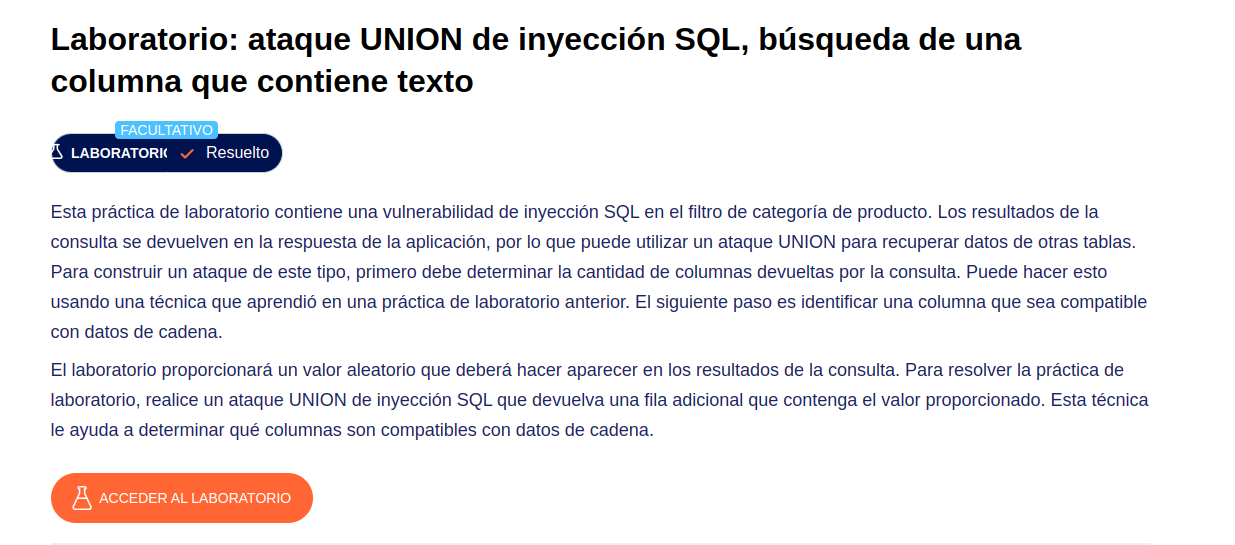 Laboratorio: ataque UNION de inyección SQL, búsqueda de una
columna que contiene texto
FACULTATIVO
LABORATORIO Resuelto
Esta práctica de laboratorio contiene una vulnerabilidad de inyección SQL en el filtro de categoría de producto. Los resultados de la
consulta se devuelven en la respuesta de la aplicación, por lo que puede utilizar un ataque UNION para recuperar datos de otras tablas.
Para construir un ataque de este tipo, primero debe determinar la cantidad de columnas devueltas por la consulta. Puede hacer esto
usando una técnica que aprendió en una práctica de laboratorio anterior. El siguiente paso es identificar una columna que sea compatible
con datos de cadena.
El laboratorio proporcionará un valor aleatorio que deberá hacer aparecer en los resultados de la consulta. Para resolver la práctica de
laboratorio, realice un ataque UNION de inyección SQL que devuelva una fila adicional que contenga el valor proporcionado. Esta técnica
le ayuda a determinar qué columnas son compatibles con datos de cadena.
ACCEDER AL LABORATORIO